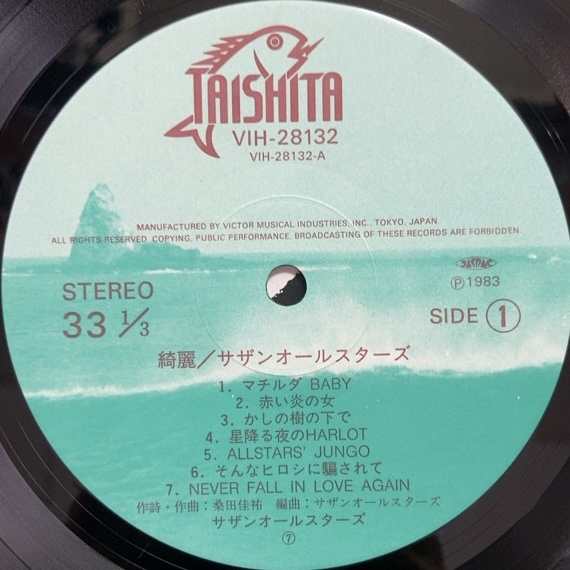 TAISHITA
VIH-28132
VIH-28132-A
MANUFACTURED BY VICTOR MUSICAL INDUSTRIES, INC., TOKYO, JAPAN
ALL RIGHTS RESERVED. COPYING, PUBLIC PERFORMANCE, BROADCASTING OF THESE RECORDS ARE FORBIDDEN
STEREO
33 1/3
JASRAC
Ⓟ1983
SIDE ①
綺麗/サザンオールスターズ
1. マチルダ BABY
2. 赤い炎の女
3. かしの樹の下で
4. 星降る夜のHARLOT
5. ALLSTARS' JUNGO
6. そんなヒロシに騙されて
7. NEVER FALL IN LOVE AGAIN
作詩・作曲：桑田佳祐 編曲：サザンオールスターズ
サザンオールスターズ
⑦